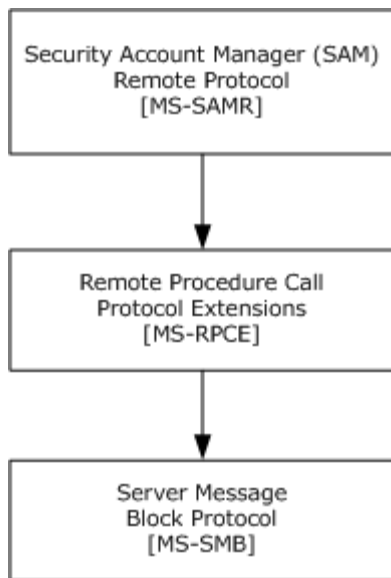 Security Account Manager (SAM)
Remote Protocol
[MS-SAMR]
Remote Procedure Call
Protocol Extensions
[MS-RPCE]
Server Message
Block Protocol
[MS-SMB]